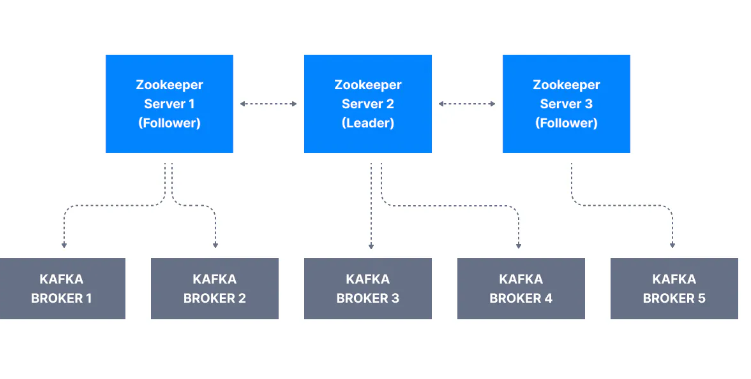 Zookeeper
Server 1
(Follower)
Zookeeper
Server 2
(Leader)
Zookeeper
Server 3
(Follower)
KAFKA
BROKER 1
KAFKA
BROKER 2
KAFKA
BROKER 3
KAFKA
BROKER 4
KAFKA
BROKER 5